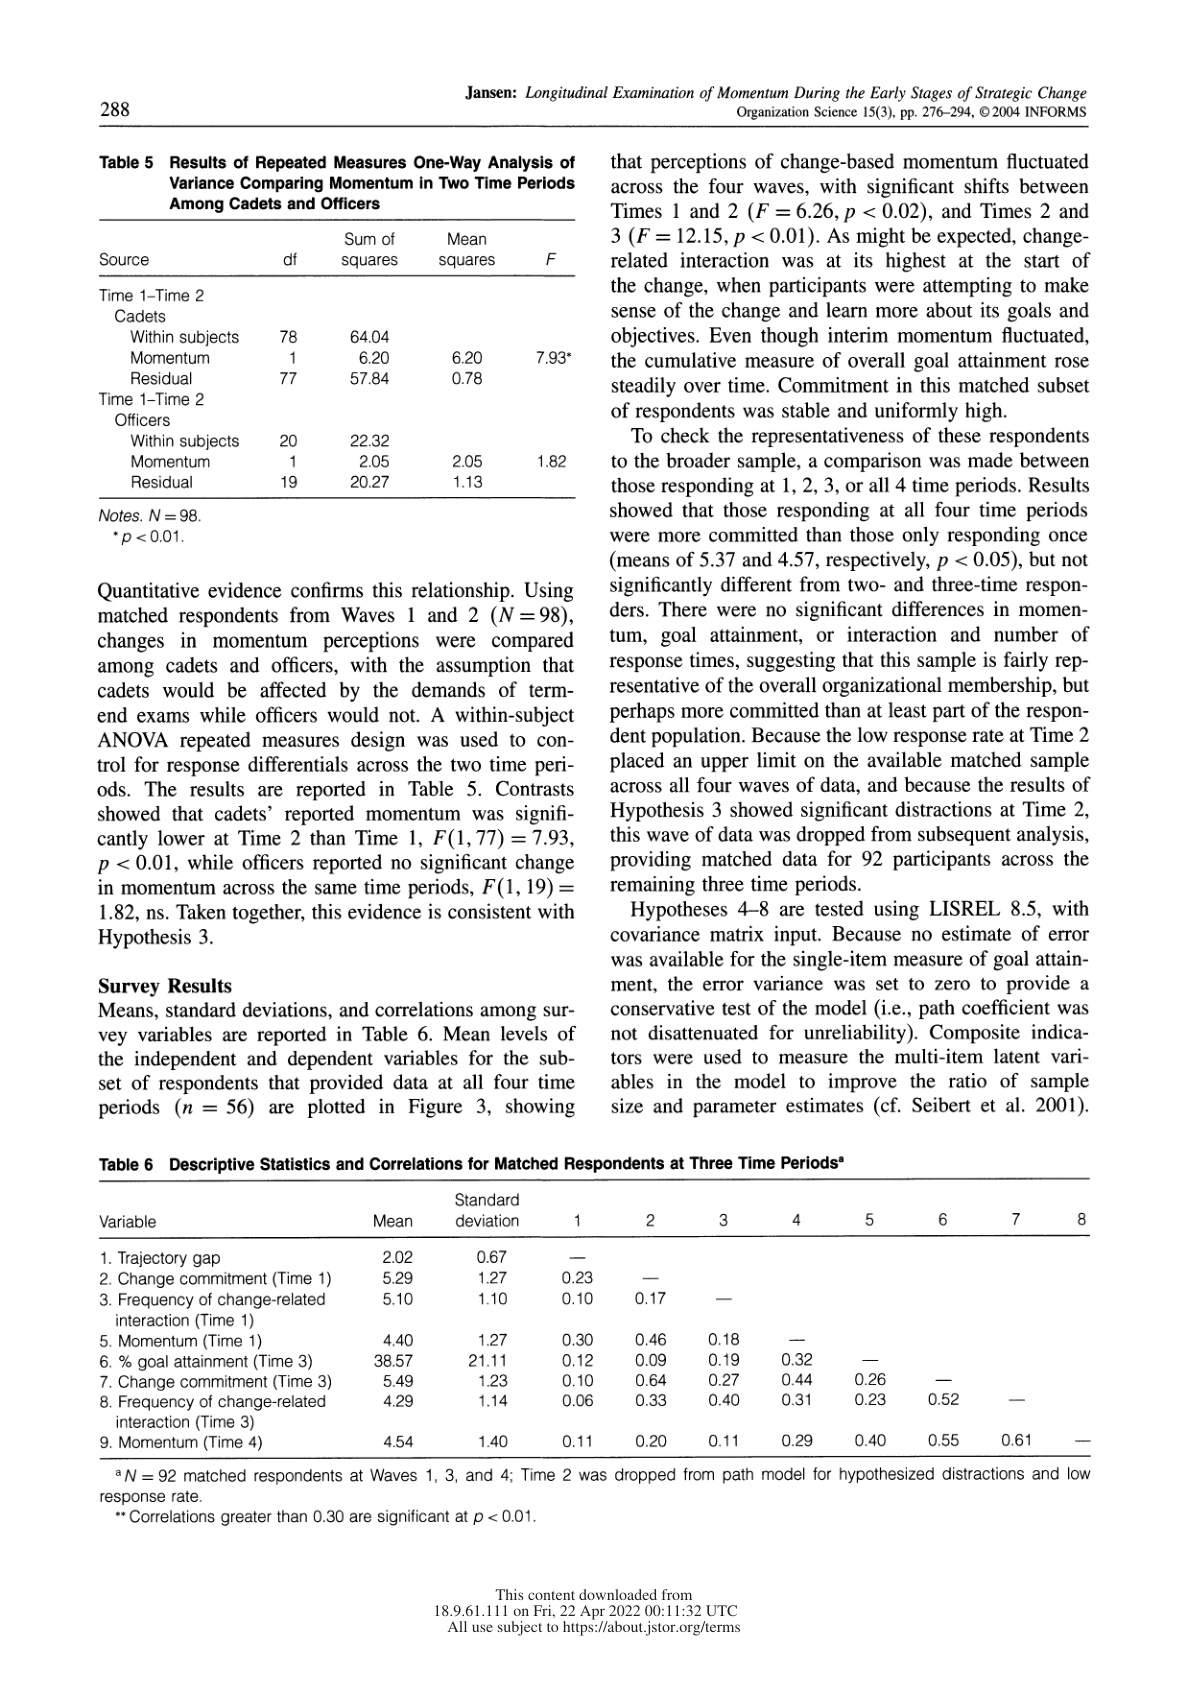 Jansen: Longitudinal Examination of Momentum During the Early Stages of Strategic Change
288
Organization Science 15(3), pp. 276–294, © 2004 INFORMS
Table 5 Results of Repeated Measures One-Way Analysis of
Variance Comparing Momentum in Two Time Periods
Among Cadets and Officers
Sum of Mean
Source df squares squares F
Time 1–Time 2
Cadets
Within subjects 78 64.04
Momentum 1 6.20 6.20 7.93*
Residual 77 57.84 0.78
Time 1–Time 2
Officers
Within subjects 20 22.32
Momentum 1 2.05 2.05 1.82
Residual 19 20.27 1.13
Notes. N = 98.
*p < 0.01.
Quantitative evidence confirms this relationship. Using
matched respondents from Waves 1 and 2 (N = 98),
changes in momentum perceptions were compared
among cadets and officers, with the assumption that
cadets would be affected by the demands of term-
end exams while officers would not. A within-subject
ANOVA repeated measures design was used to con-
trol for response differentials across the two time peri-
ods. The results are reported in Table 5. Contrasts
showed that cadets' reported momentum was signifi-
cantly lower at Time 2 than Time 1, F(1, 77) = 7.93,
p < 0.01, while officers reported no significant change
in momentum across the same time periods, F(1, 19) =
1.82, ns. Taken together, this evidence is consistent with
Hypothesis 3.
Survey Results
Means, standard deviations, and correlations among sur-
vey variables are reported in Table 6. Mean levels of
the independent and dependent variables for the sub-
set of respondents that provided data at all four time
periods (n = 56) are plotted in Figure 3, showing
that perceptions of change-based momentum fluctuated
across the four waves, with significant shifts between
Times 1 and 2 (F = 6.26, p < 0.02), and Times 2 and
3 (F = 12.15, p < 0.01). As might be expected, change-
related interaction was at its highest at the start of
the change, when participants were attempting to make
sense of the change and learn more about its goals and
objectives. Even though interim momentum fluctuated,
the cumulative measure of overall goal attainment rose
steadily over time. Commitment in this matched subset
of respondents was stable and uniformly high.
To check the representativeness of these respondents
to the broader sample, a comparison was made between
those responding at 1, 2, 3, or all 4 time periods. Results
showed that those responding at all four time periods
were more committed than those only responding once
(means of 5.37 and 4.57, respectively, p < 0.05), but not
significantly different from two- and three-time respon-
ders. There were no significant differences in momen-
tum, goal attainment, or interaction and number of
response times, suggesting that this sample is fairly rep-
resentative of the overall organizational membership, but
perhaps more committed than at least part of the respon-
dent population. Because the low response rate at Time 2
placed an upper limit on the available matched sample
across all four waves of data, and because the results of
Hypothesis 3 showed significant distractions at Time 2,
this wave of data was dropped from subsequent analysis,
providing matched data for 92 participants across the
remaining three time periods.
Hypotheses 4–8 are tested using LISREL 8.5, with
covariance matrix input. Because no estimate of error
was available for the single-item measure of goal attain-
ment, the error variance was set to zero to provide a
conservative test of the model (i.e., path coefficient was
not disattenuated for unreliability). Composite indica-
tors were used to measure the multi-item latent vari-
ables in the model to improve the ratio of sample
size and parameter estimates (cf. Seibert et al. 2001).
Table 6 Descriptive Statistics and Correlations for Matched Respondents at Three Time Periodsᵃ
Standard
Variable Mean deviation 1 2 3 4 5 6 7 8
1. Trajectory gap 2.02 0.67 —
2. Change commitment (Time 1) 5.29 1.27 0.23 —
3. Frequency of change-related 5.10 1.10 0.10 0.17 —
interaction (Time 1)
5. Momentum (Time 1) 4.40 1.27 0.30 0.46 0.18 —
6. % goal attainment (Time 3) 38.57 21.11 0.12 0.09 0.19 0.32 —
7. Change commitment (Time 3) 5.49 1.23 0.10 0.64 0.27 0.44 0.26 —
8. Frequency of change-related 4.29 1.14 0.06 0.33 0.40 0.31 0.23 0.52 —
interaction (Time 3)
9. Momentum (Time 4) 4.54 1.40 0.11 0.20 0.11 0.29 0.40 0.55 0.61 —
ᵃN = 92 matched respondents at Waves 1, 3, and 4; Time 2 was dropped from path model for hypothesized distractions and low
response rate.
**Correlations greater than 0.30 are significant at p < 0.01.
This content downloaded from
18.9.61.111 on Fri, 22 Apr 2022 00:11:32 UTC
All use subject to https://about.jstor.org/terms